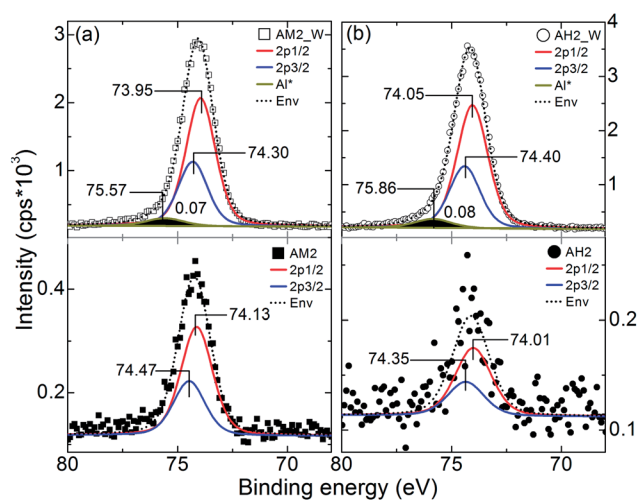 (a)
AM2_W
2p1/2
2p3/2
Al*
Env
73.95
74.30
75.57
0.07
3
2
1
(b)
AH2_W
2p1/2
2p3/2
Al*
Env
74.05
74.40
75.86
0.08
3
2
1
AM2
2p1/2
2p3/2
Env
74.13
74.47
0.4
0.2
AH2
2p1/2
2p3/2
Env
74.01
74.35
0.2
0.1
80 75 70 80 75 70
Intensity (cps*10^3)
Binding energy (eV)